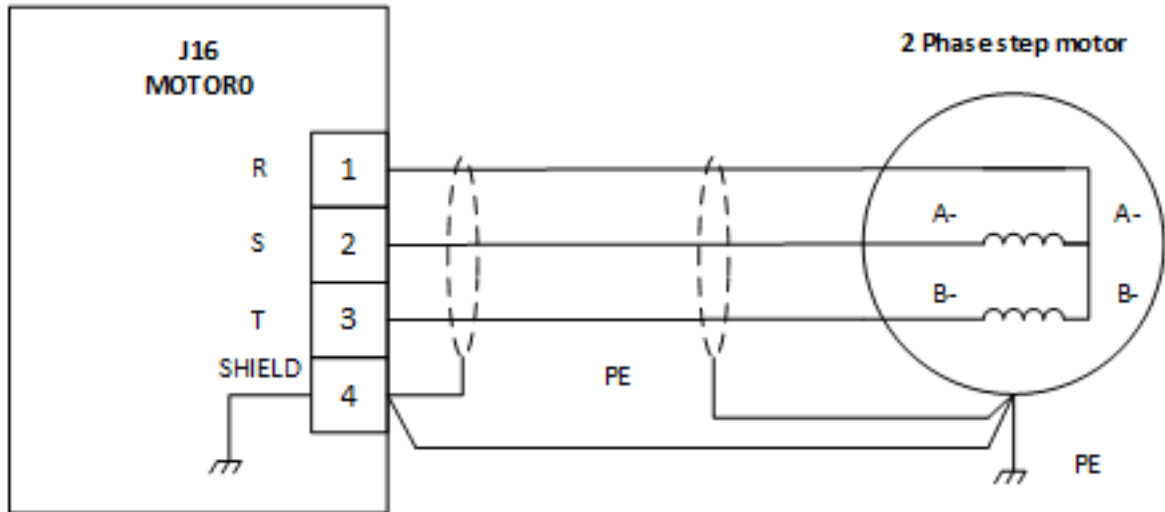 J16
MOTOR0
2 Phase step motor
R
1
A-
A-
S
2
B-
B-
T
3
SHIELD
4
PE
PE